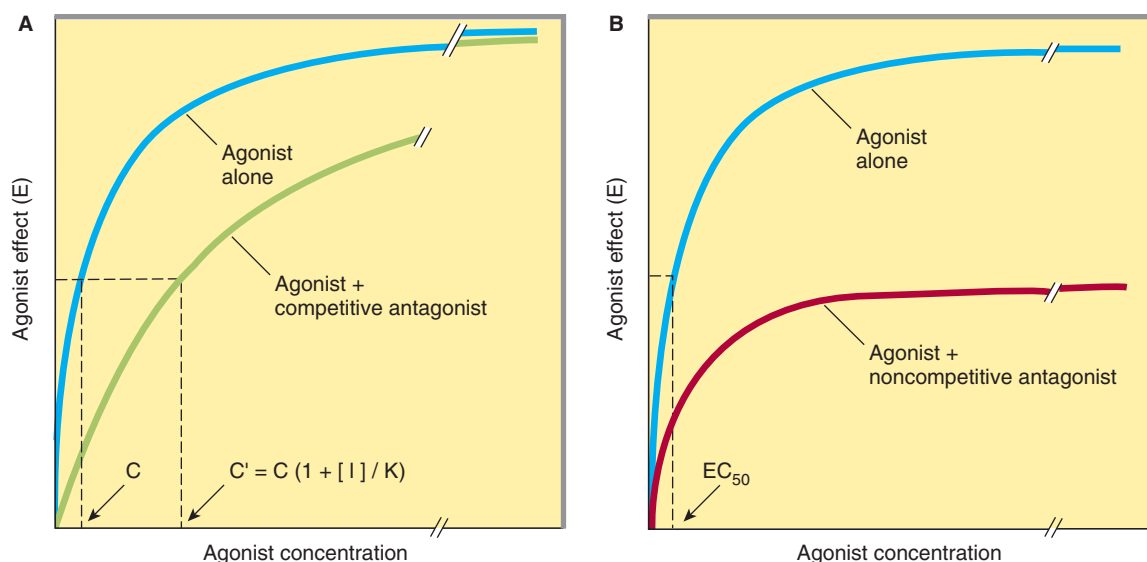 A
Agonist effect (E)
Agonist
alone
Agonist +
competitive antagonist
C
C' = C (1 + [ I ] / K)
Agonist concentration
B
Agonist effect (E)
Agonist
alone
Agonist +
noncompetitive antagonist
EC₅₀
Agonist concentration